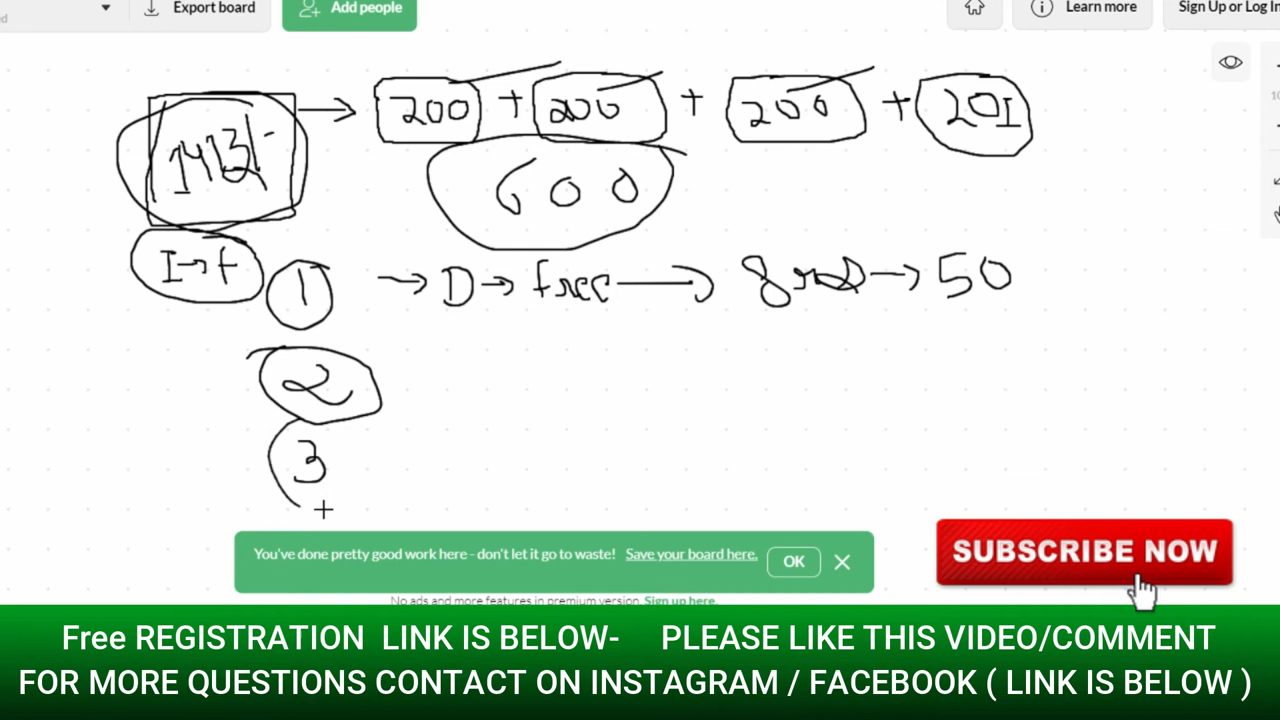 Export board
Add people
Learn more
Sign Up or Log In
200 + 200 + 200 + 201
1413/-
600
I→f
1 → D → free → → 50
2
3
You've done pretty good work here - don't let it go to waste! Save your board here. OK
No ads and more features in premium version. Sign up here.
SUBSCRIBE NOW
Free REGISTRATION LINK IS BELOW- PLEASE LIKE THIS VIDEO/COMMENT
FOR MORE QUESTIONS CONTACT ON INSTAGRAM / FACEBOOK ( LINK IS BELOW )